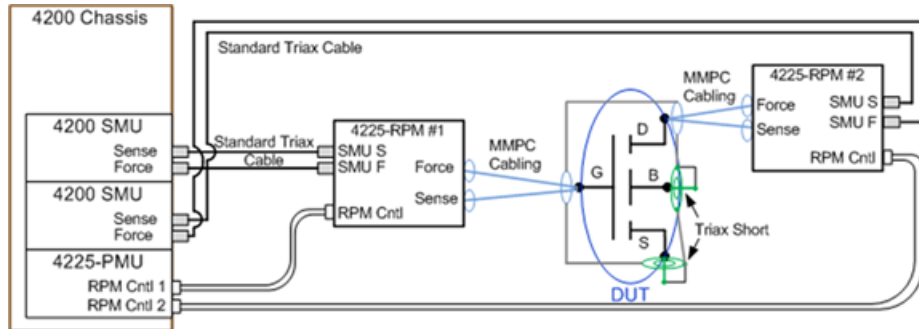 4200 Chassis
Standard Triax Cable
4200 SMU
Sense
Force
4200 SMU
Sense
Force
4225-PMU
RPM Cntl 1
RPM Cntl 2
Standard Triax
Cable
4225-RPM #1
SMU S
SMU F
Force
Sense
RPM Cntl
MMPC
Cabling
G
D
B
S
DUT
Triax Short
MMPC
Cabling
4225-RPM #2
Force
Sense
SMU S
SMU F
RPM Cntl